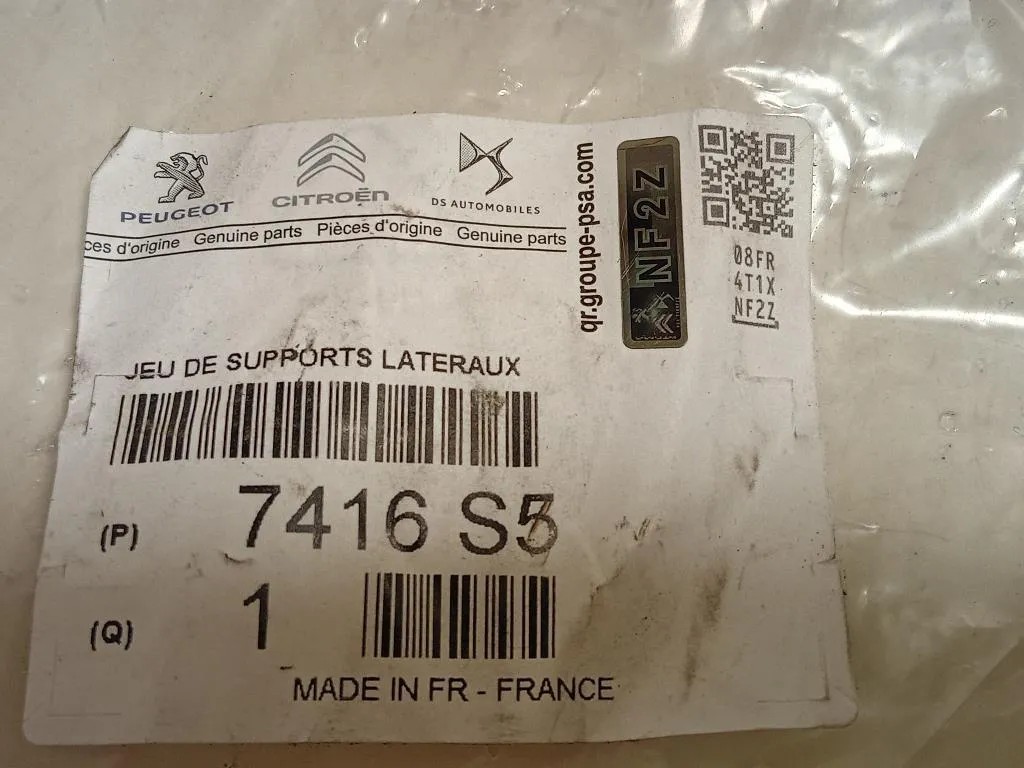 PEUGEOT
CITROËN
DS AUTOMOBILES
ces d'origine Genuine parts Pièces d'origine Genuine parts
qr.groupe-psa.com
NF2Z
08FR
4T1X
NF2Z
JEU DE SUPPORTS LATERAUX
(P) 7416 S5
(Q) 1
MADE IN FR - FRANCE